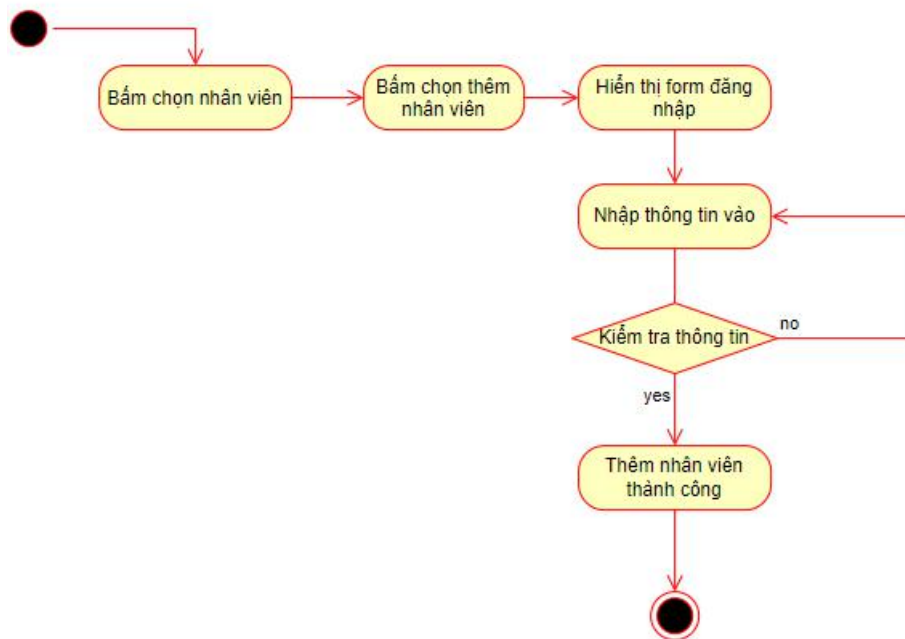 Bấm chọn nhân viên
Bấm chọn thêm
nhân viên
Hiển thị form đăng
nhập
Nhập thông tin vào
Kiểm tra thông tin
no
yes
Thêm nhân viên
thành công